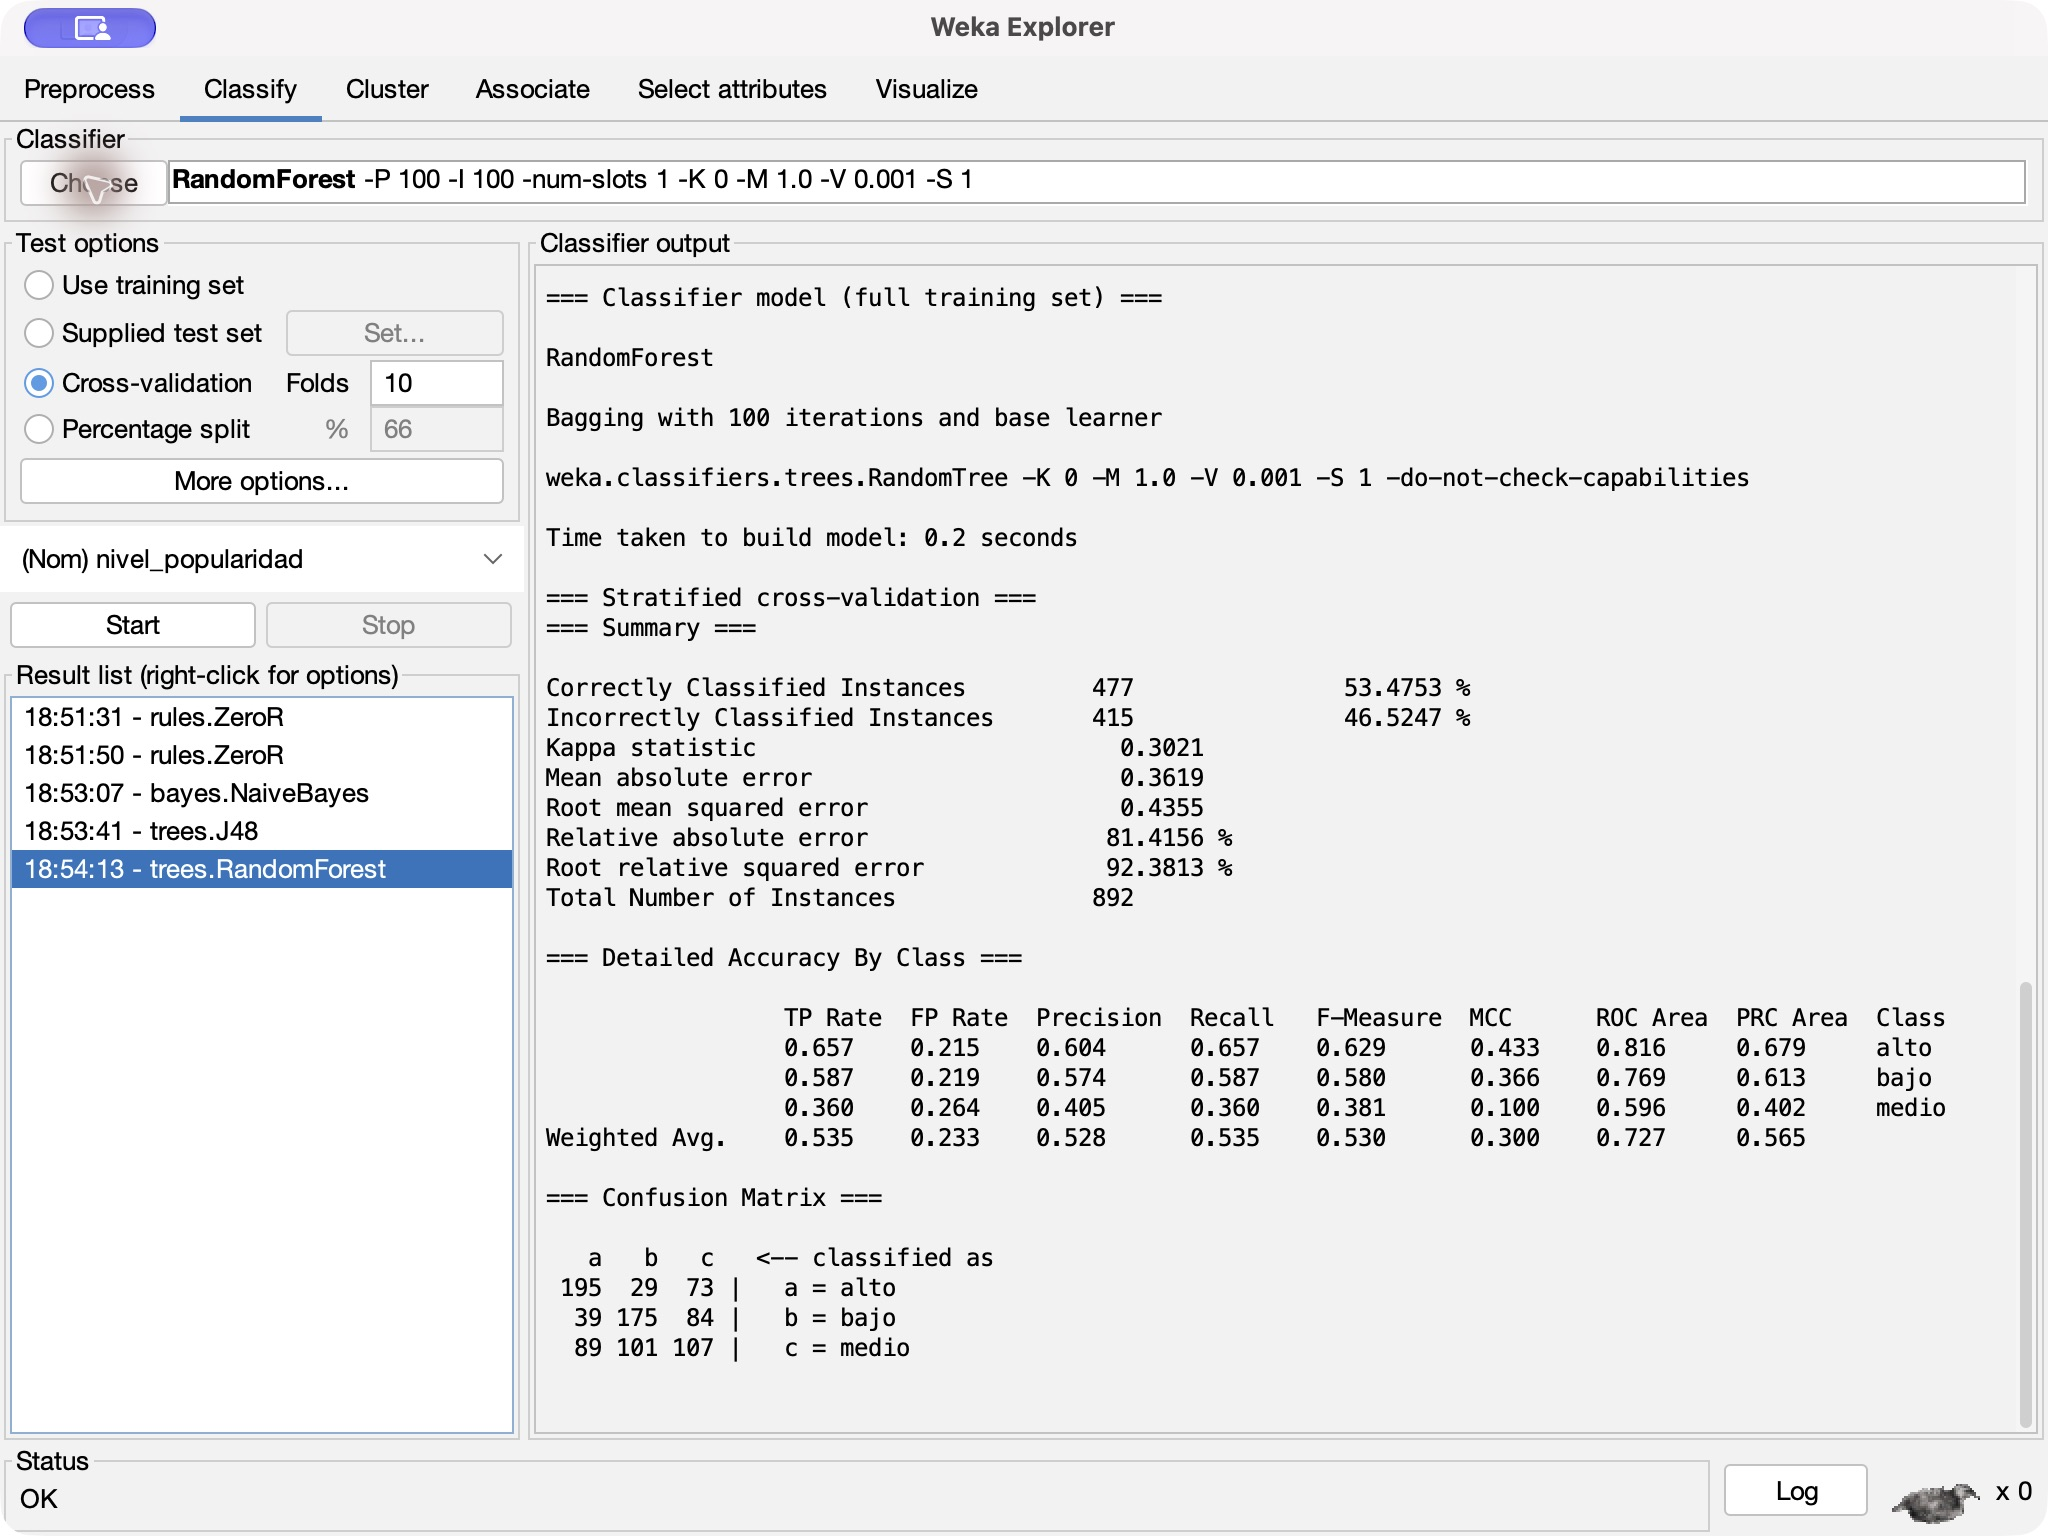 Weka Explorer
Preprocess Classify Cluster Associate Select attributes Visualize
Classifier
Choose RandomForest -P 100 -I 100 -num-slots 1 -K 0 -M 1.0 -V 0.001 -S 1
Test options
Use training set
Supplied test set Set...
Cross-validation Folds 10
Percentage split % 66
More options...
(Nom) nivel_popularidad
Start Stop
Result list (right-click for options)
18:51:31 - rules.ZeroR
18:51:50 - rules.ZeroR
18:53:07 - bayes.NaiveBayes
18:53:41 - trees.J48
18:54:13 - trees.RandomForest
Classifier output
=== Classifier model (full training set) ===
RandomForest
Bagging with 100 iterations and base learner
weka.classifiers.trees.RandomTree -K 0 -M 1.0 -V 0.001 -S 1 -do-not-check-capabilities
Time taken to build model: 0.2 seconds
=== Stratified cross-validation ===
=== Summary ===
Correctly Classified Instances 477 53.4753 %
Incorrectly Classified Instances 415 46.5247 %
Kappa statistic 0.3021
Mean absolute error 0.3619
Root mean squared error 0.4355
Relative absolute error 81.4156 %
Root relative squared error 92.3813 %
Total Number of Instances 892
=== Detailed Accuracy By Class ===
TP Rate FP Rate Precision Recall F-Measure MCC ROC Area PRC Area Class
0.657 0.215 0.604 0.657 0.629 0.433 0.816 0.679 alto
0.587 0.219 0.574 0.587 0.580 0.366 0.769 0.613 bajo
0.360 0.264 0.405 0.360 0.381 0.100 0.596 0.402 medio
Weighted Avg. 0.535 0.233 0.528 0.535 0.530 0.300 0.727 0.565
=== Confusion Matrix ===
a b c <-- classified as
195 29 73 | a = alto
39 175 84 | b = bajo
89 101 107 | c = medio
Status
OK
Log x 0